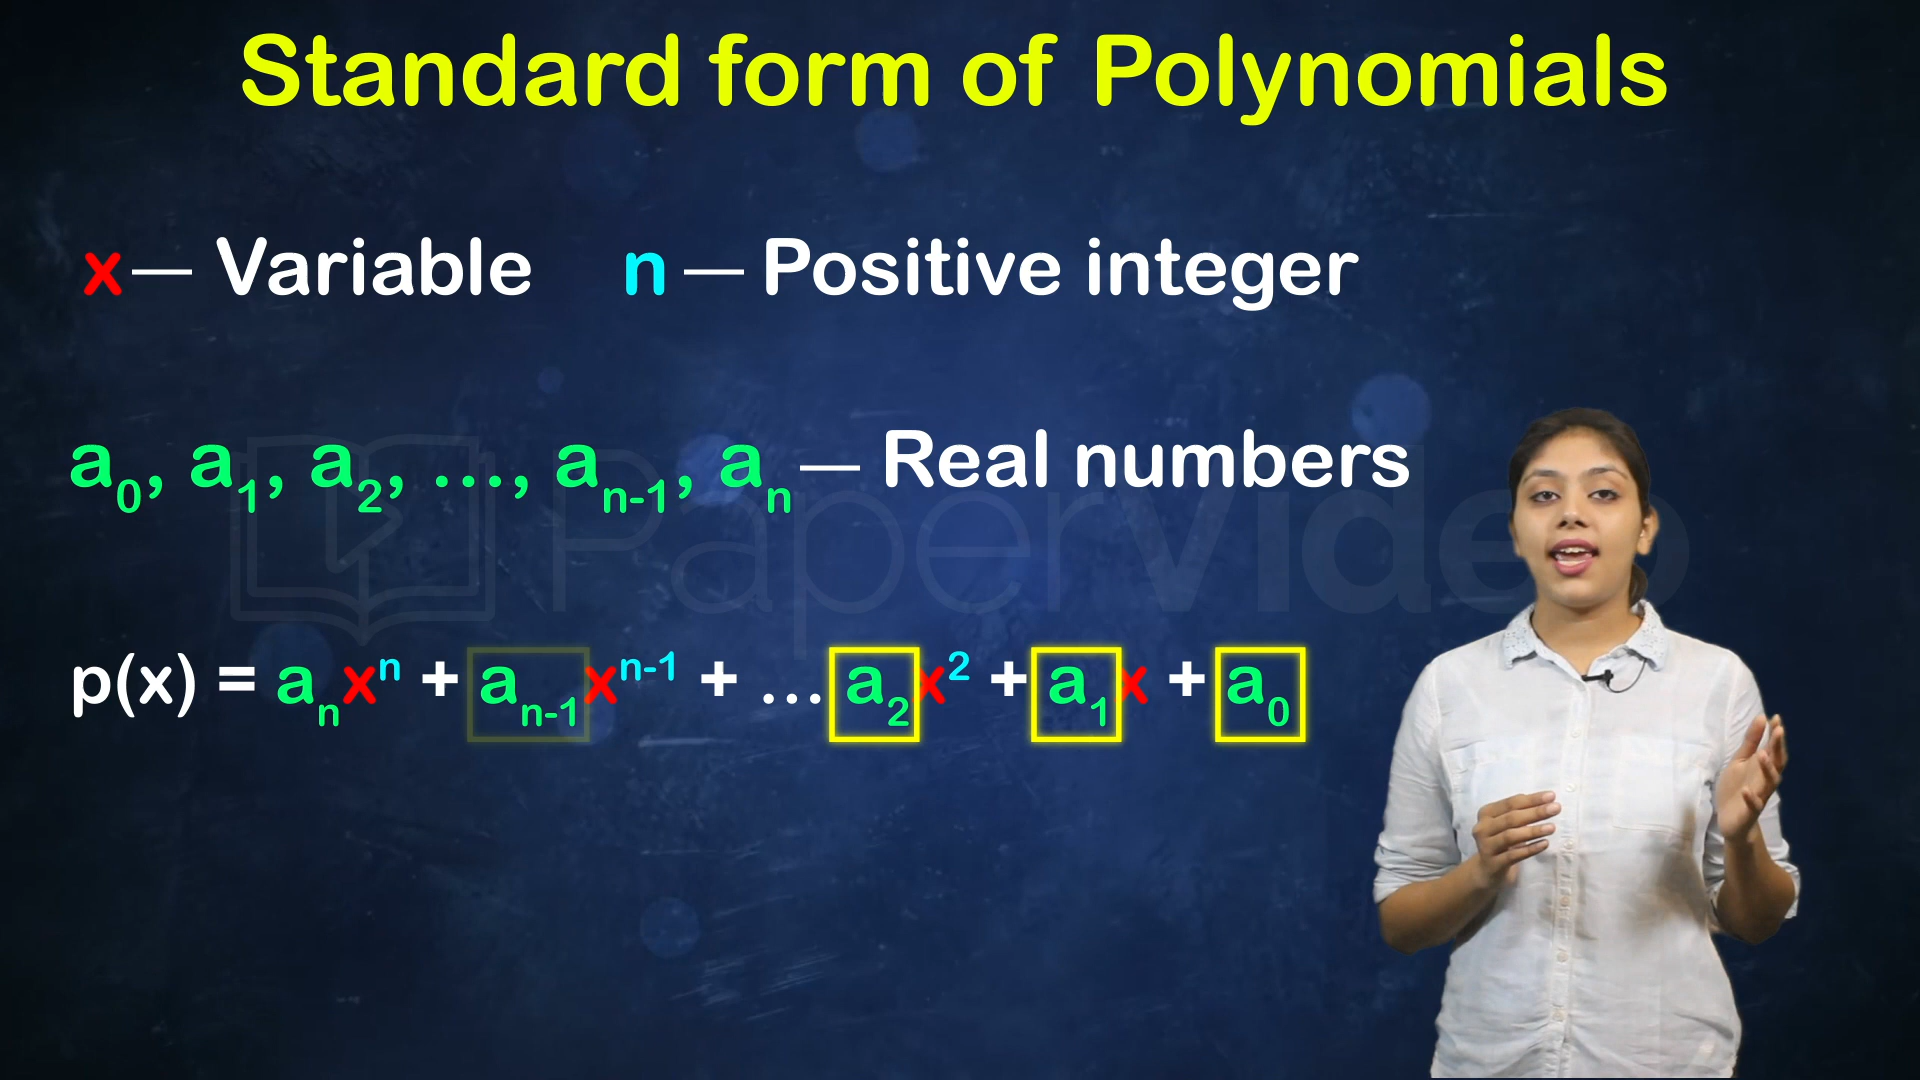 Standard form of Polynomials
x — Variable n — Positive integer
a₀, a₁, a₂, ..., aₙ₋₁, aₙ — Real numbers
PaperVideo
p(x) = aₙxⁿ + aₙ₋₁xⁿ⁻¹ + ... a₂x² + a₁x + a₀